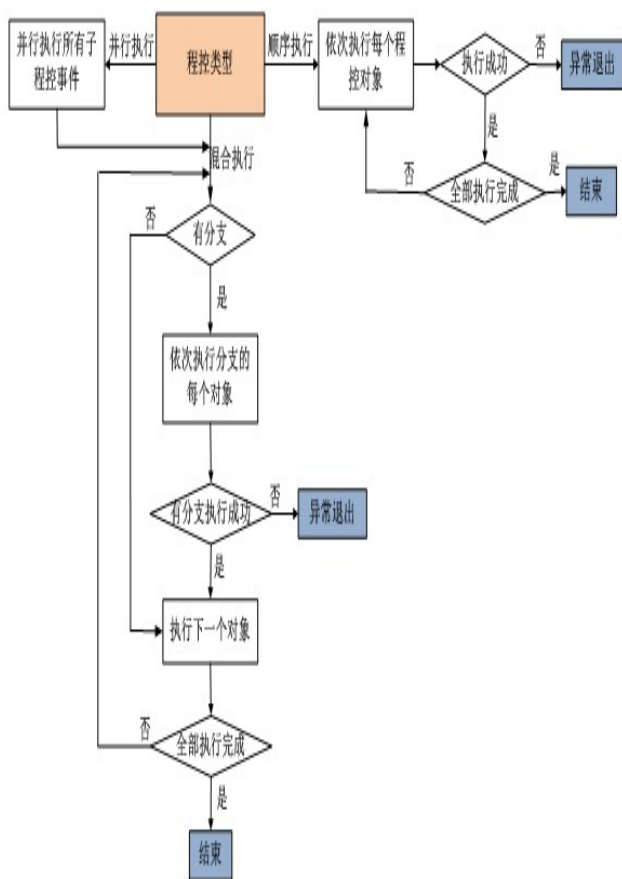 并行执行所有子
程控事件
并行执行
程控类型
顺序执行
依次执行每个程
控对象
执行成功
否
异常退出
是
混合执行
否
全部执行完成
是
结束
否
有分支
是
依次执行分支的
每个对象
有分支执行成功
否
异常退出
是
执行下一个对象
否
全部执行完成
是
结束